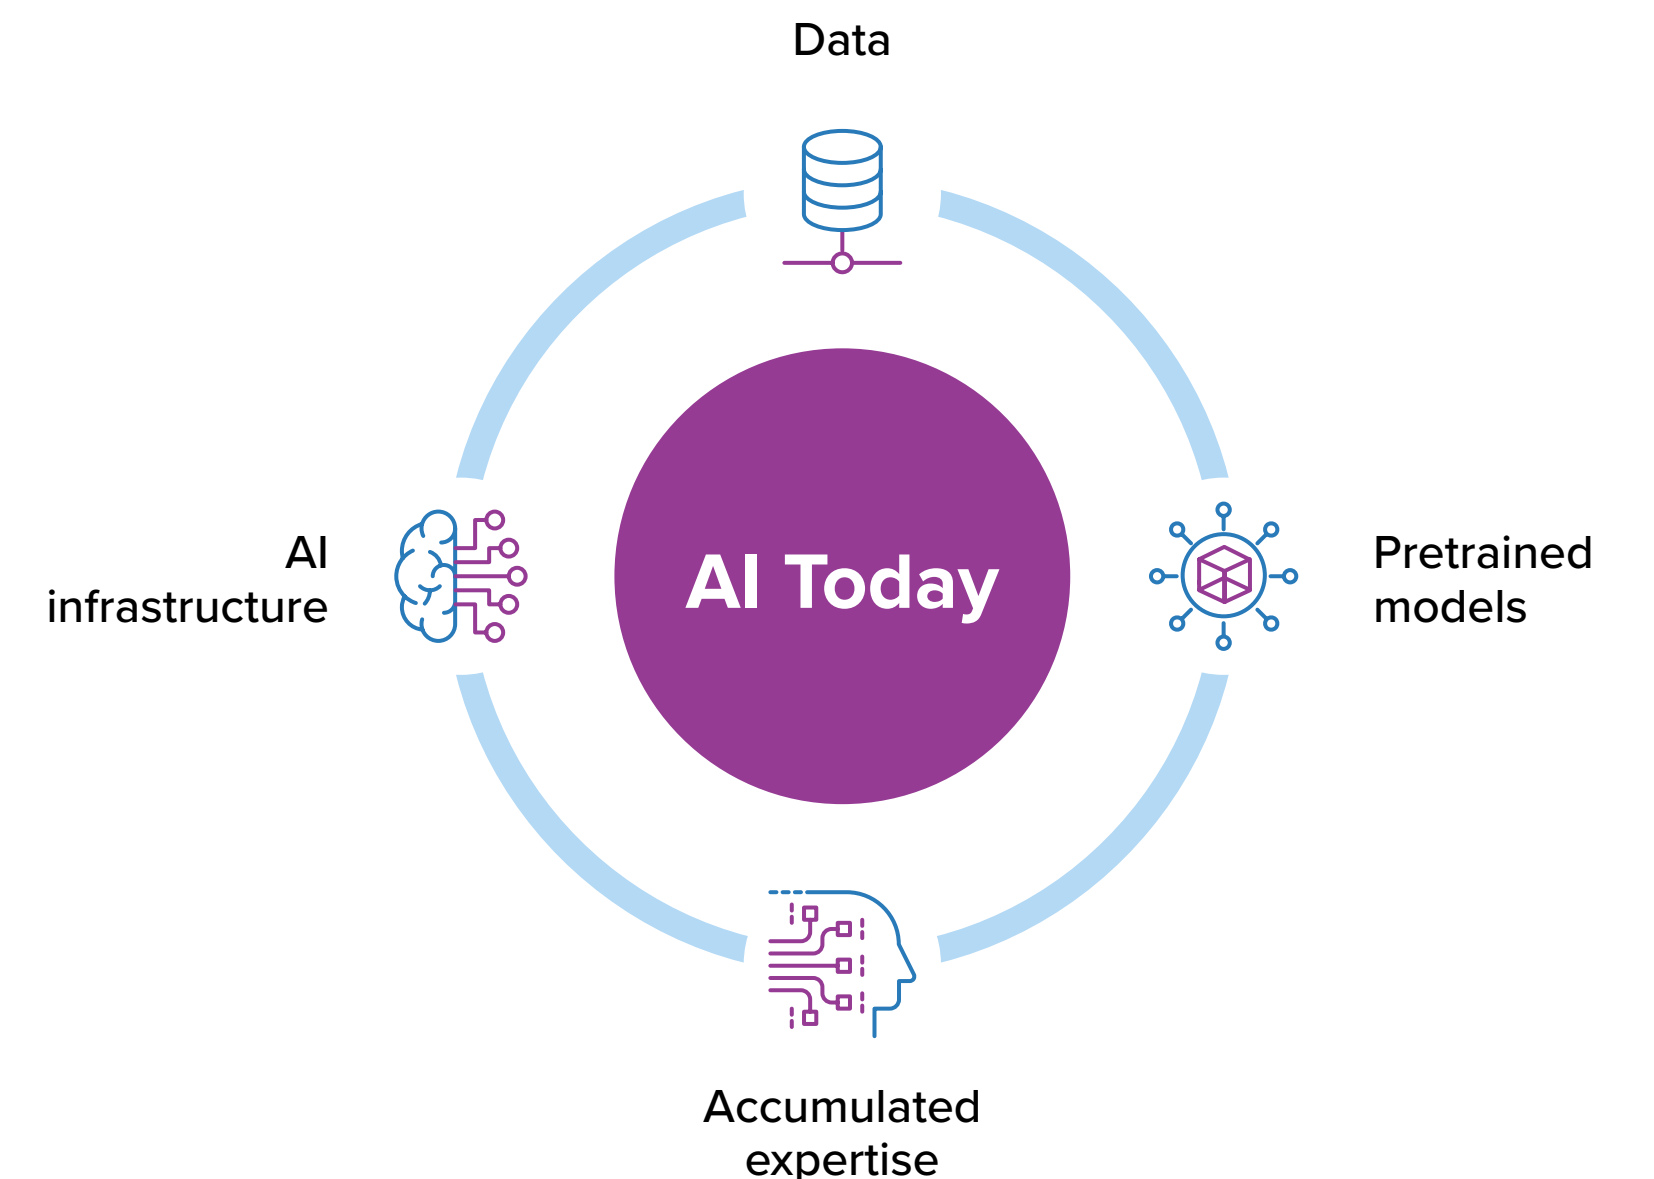 Data
AI
infrastructure
AI Today
Pretrained
models
Accumulated
expertise